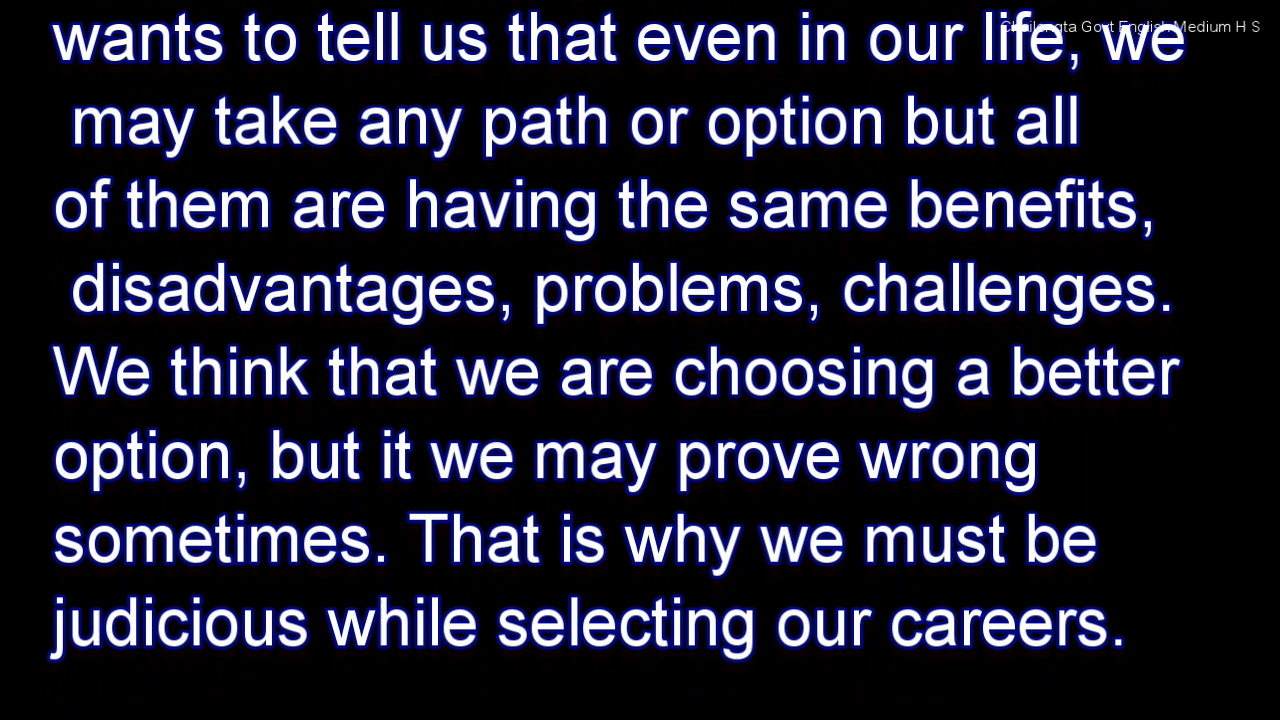 wants to tell us that even in our life, we
may take any path or option but all
of them are having the same benefits,
disadvantages, problems, challenges.
We think that we are choosing a better
option, but it we may prove wrong
sometimes. That is why we must be
judicious while selecting our careers.
English Medium H S